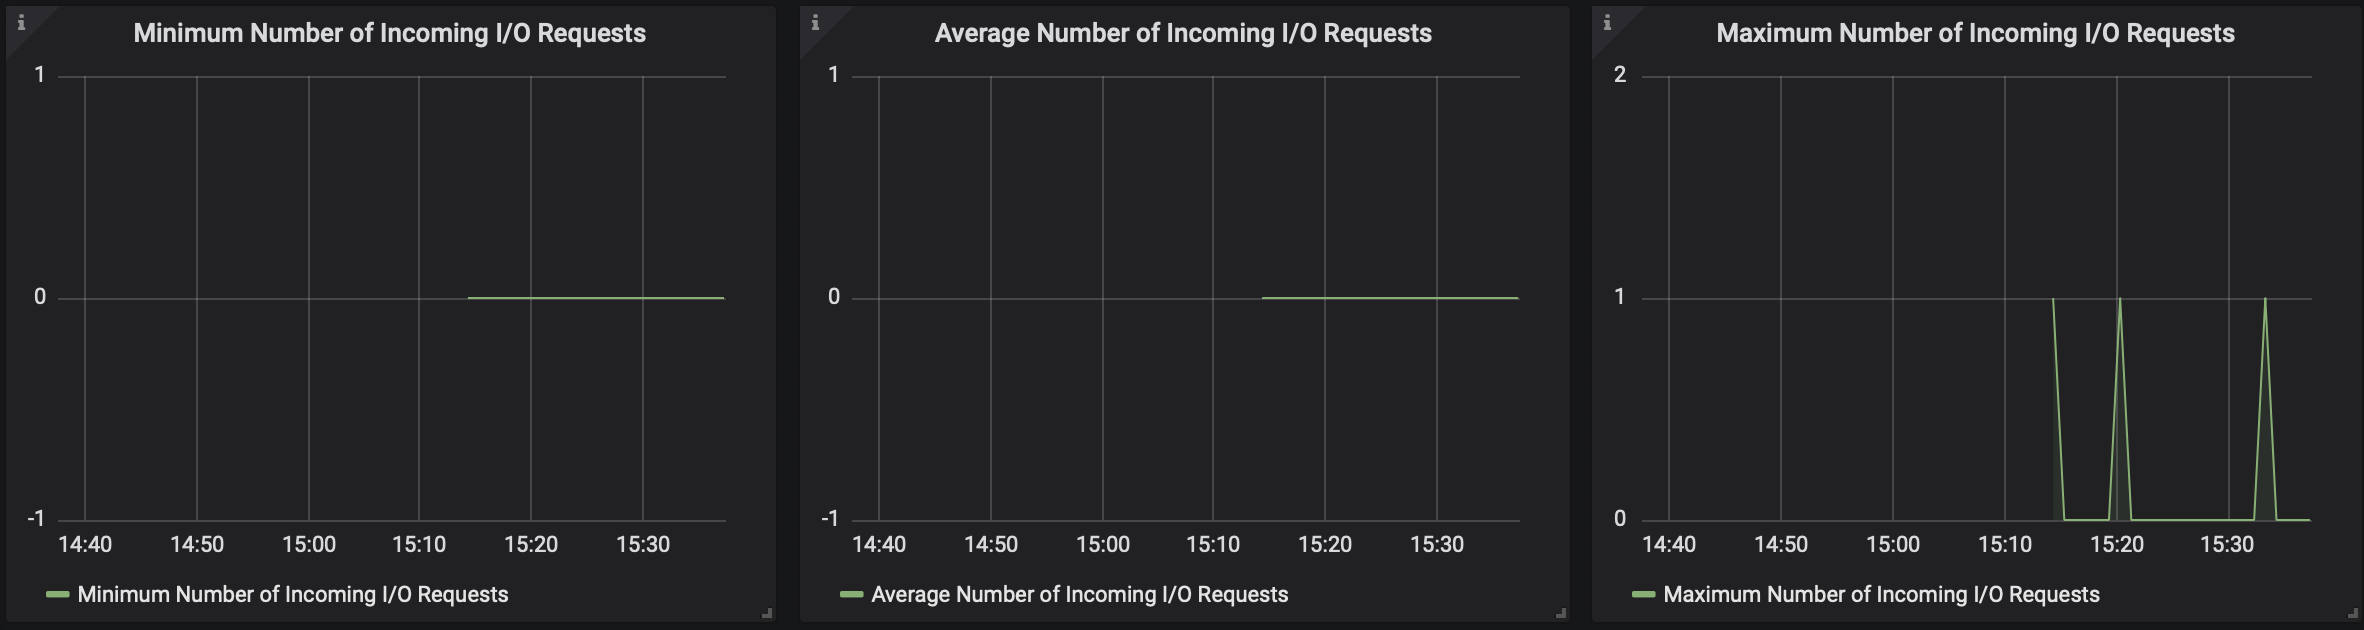 Minimum Number of Incoming I/O Requests
1
0
-1
14:40 14:50 15:00 15:10 15:20 15:30
Minimum Number of Incoming I/O Requests
Average Number of Incoming I/O Requests
1
0
-1
14:40 14:50 15:00 15:10 15:20 15:30
Average Number of Incoming I/O Requests
Maximum Number of Incoming I/O Requests
2
1
0
14:40 14:50 15:00 15:10 15:20 15:30
Maximum Number of Incoming I/O Requests